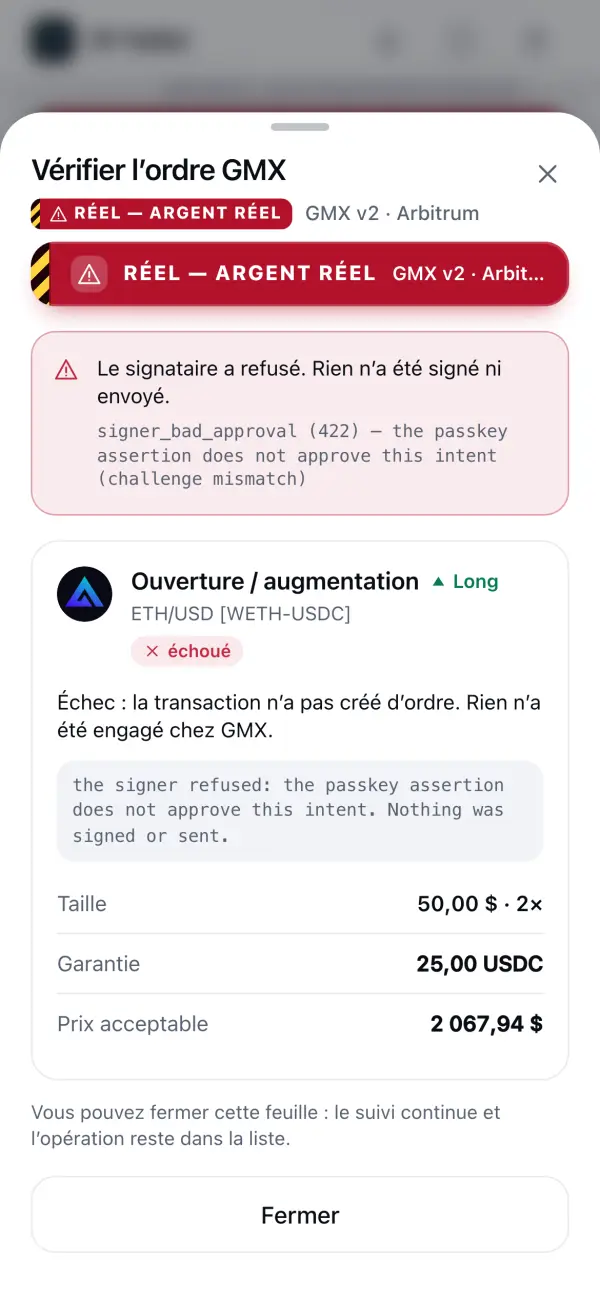 Vérifier l’ordre GMX
RÉEL — ARGENT RÉEL GMX v2 · Arbitrum
RÉEL — ARGENT RÉEL GMX v2 · Arbit...
Le signataire a refusé. Rien n’a été signé ni
envoyé.
signer_bad_approval (422) — the passkey
assertion does not approve this intent
(challenge mismatch)
Ouverture / augmentation Long
ETH/USD [WETH-USDC]
échoué
Échec : la transaction n’a pas créé d’ordre. Rien n’a
été engagé chez GMX.
the signer refused: the passkey assertion
does not approve this intent. Nothing was
signed or sent.
Taille 50,00 $ · 2×
Garantie 25,00 USDC
Prix acceptable 2 067,94 $
Vous pouvez fermer cette feuille : le suivi continue et
l’opération reste dans la liste.
Fermer